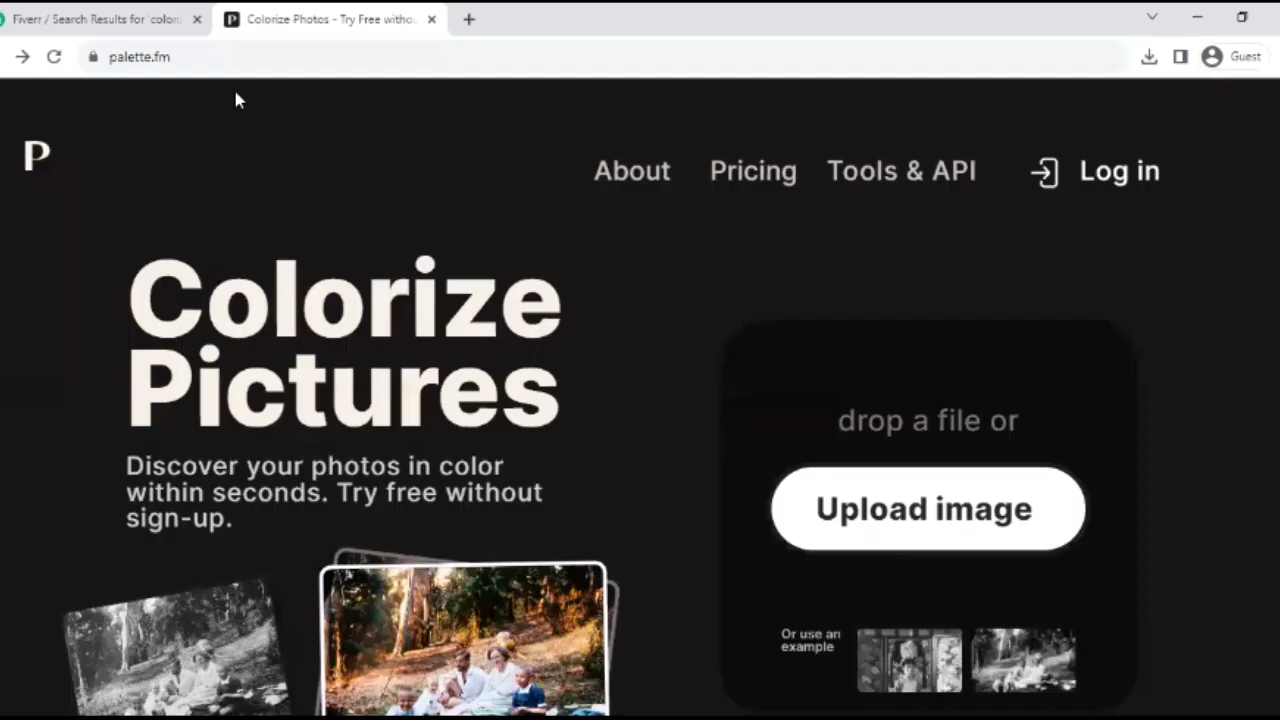 Fiverr / Search Results for 'colori
Colorize Photos - Try Free withou
palette.fm
Guest
P
About
Pricing
Tools & API
Log in
Colorize
Pictures
Discover your photos in color
within seconds. Try free without
sign-up.
drop a file or
Upload image
Or use an
example